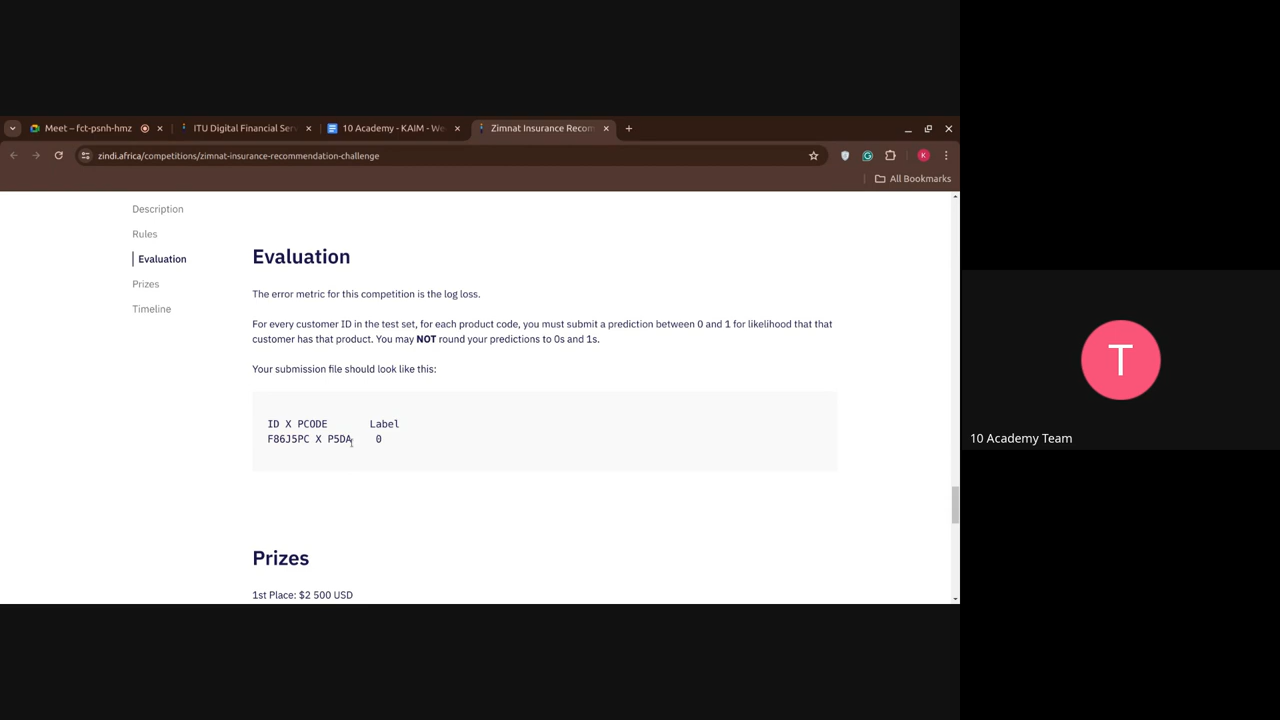 Meet – fct-psnh-hmz
ITU Digital Financial Serv
10 Academy - KAIM - We
Zimnat Insurance Recom
zindi.africa/competitions/zimnat-insurance-recommendation-challenge
K
All Bookmarks
Description
Rules
Evaluation
Prizes
Timeline
Evaluation
The error metric for this competition is the log loss.
For every customer ID in the test set, for each product code, you must submit a prediction between 0 and 1 for likelihood that that
customer has that product. You may NOT round your predictions to 0s and 1s.
Your submission file should look like this:
ID X PCODE Label
F86J5PC X P5DA 0
Prizes
1st Place: $2 500 USD
T
10 Academy Team